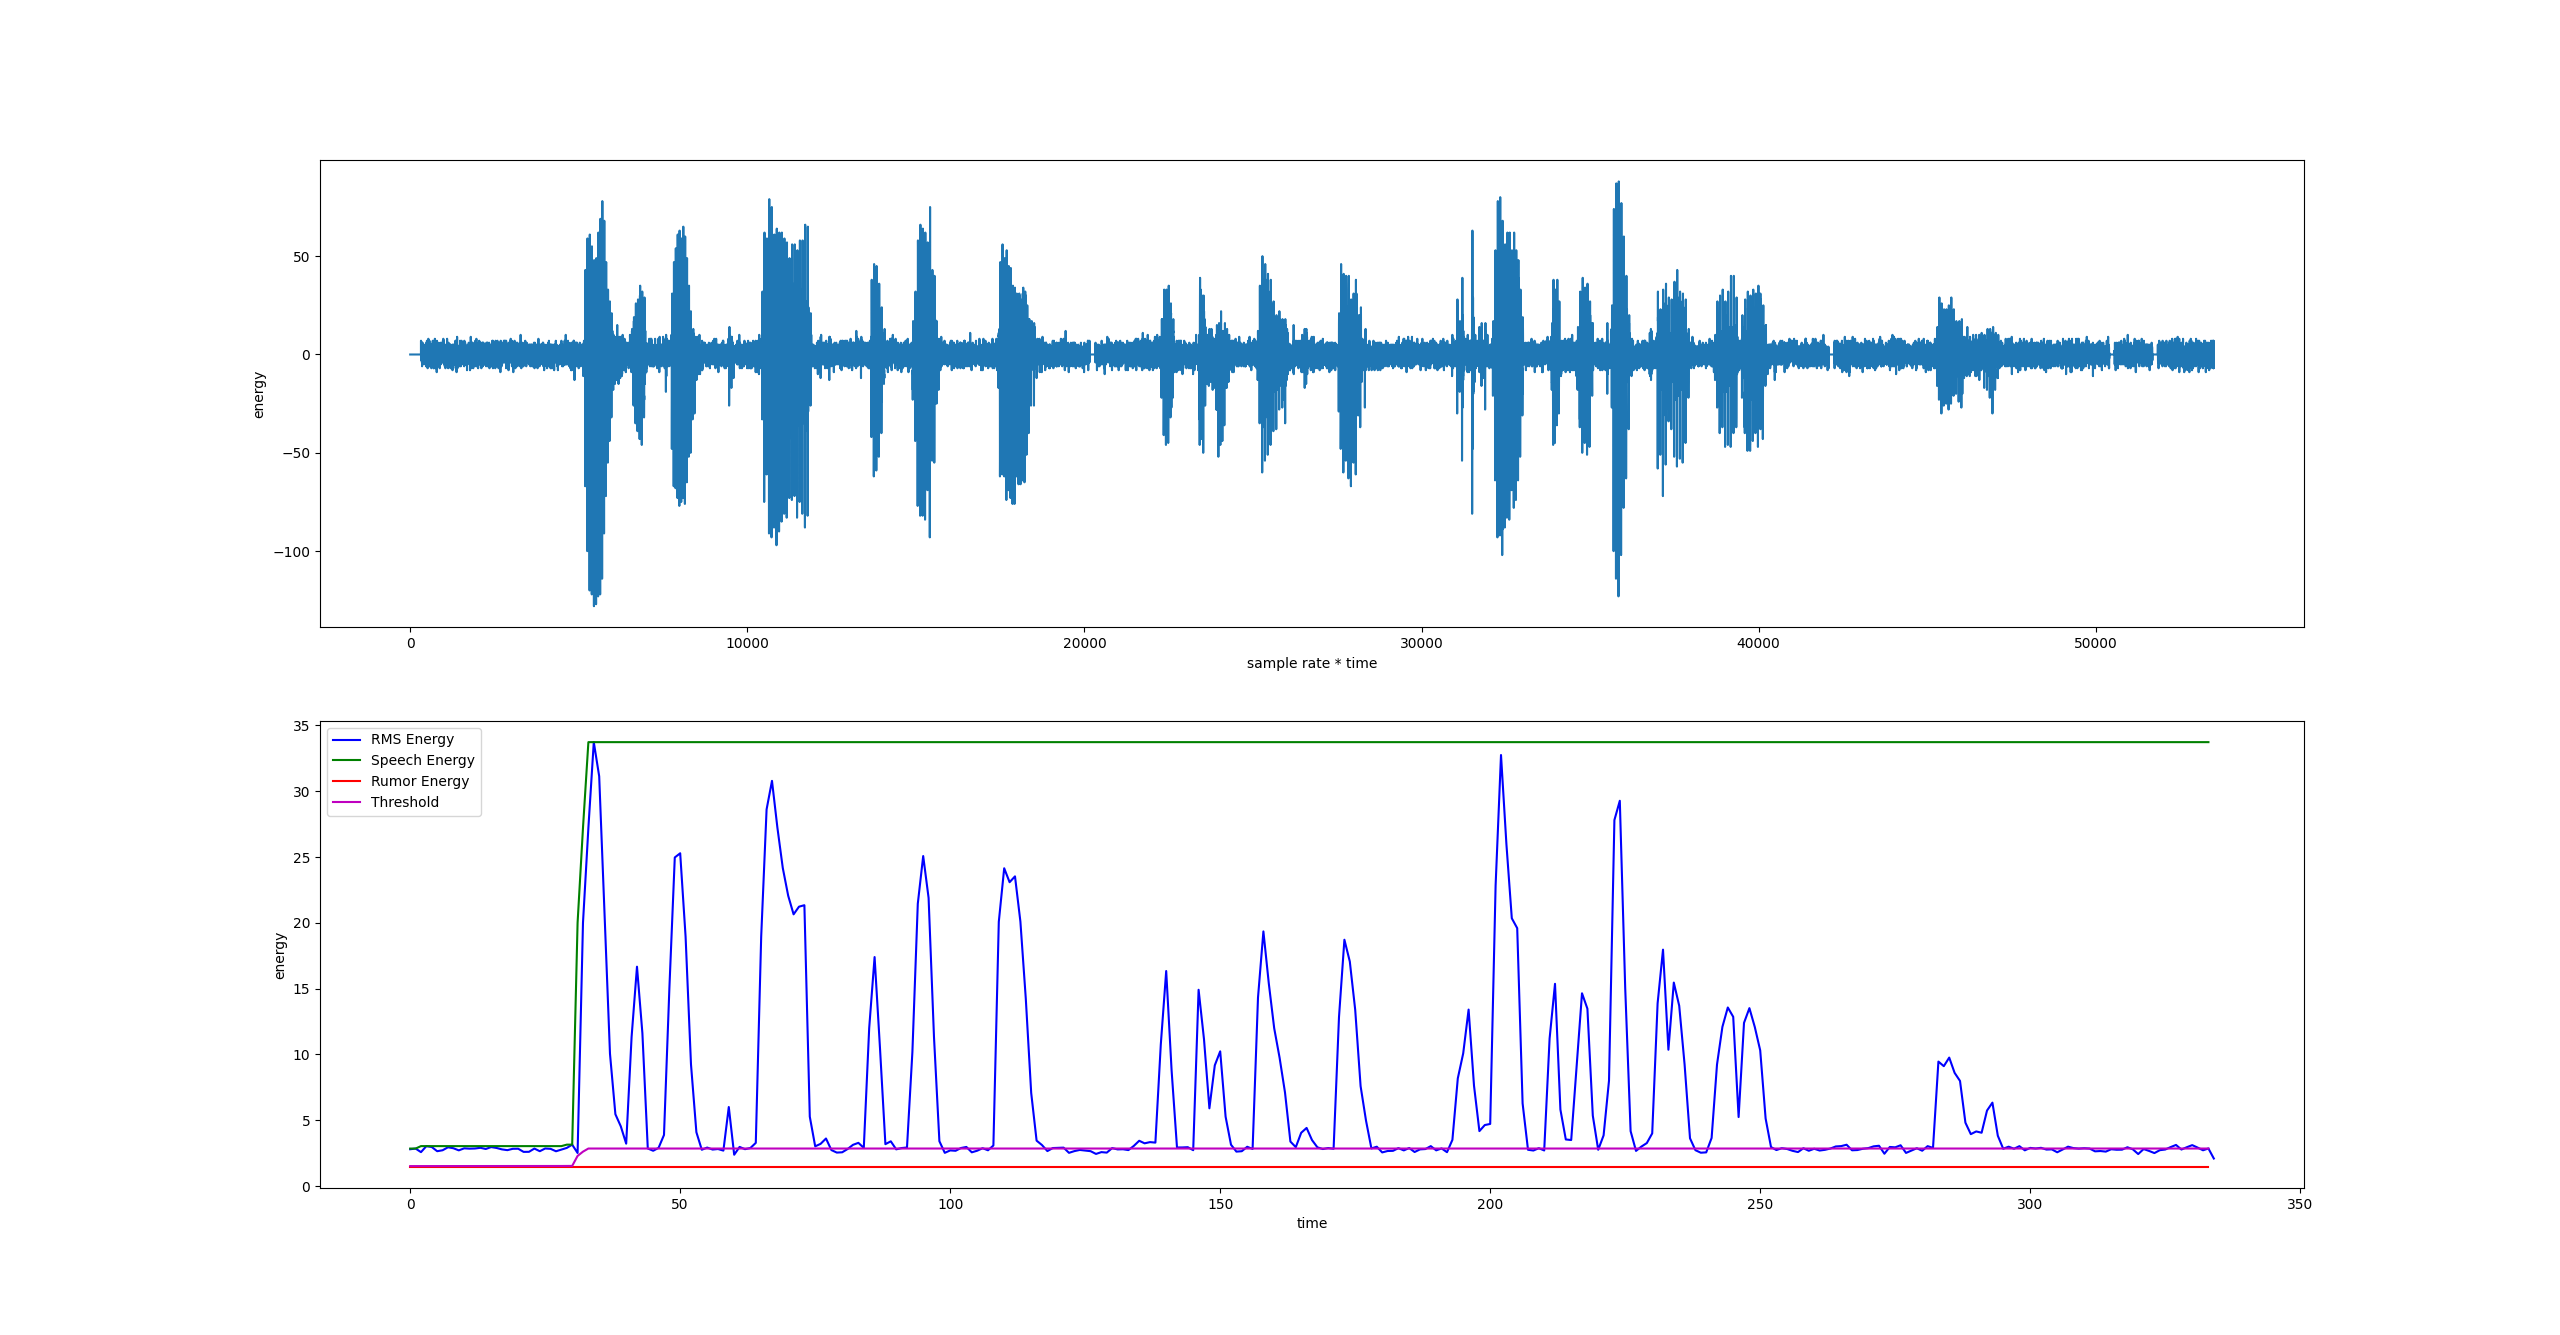 50
0
−50
−100
energy
0 10000 20000 30000 40000 50000
sample rate * time
RMS Energy
Speech Energy
Rumor Energy
Threshold
35
30
25
20
15
10
5
0
energy
0 50 100 150 200 250 300 350
time